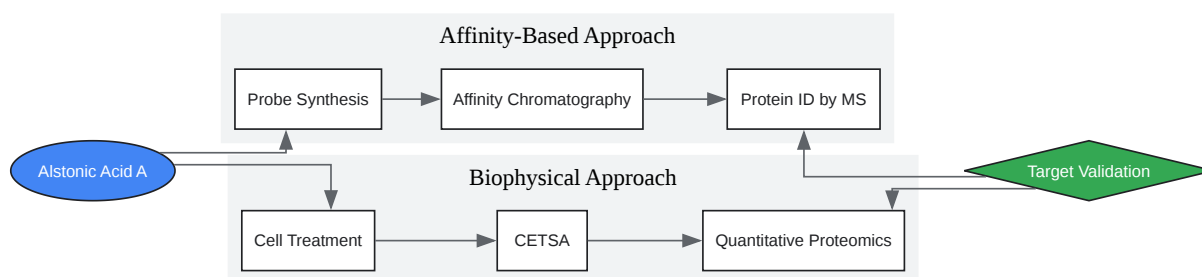 Affinity-Based Approach
Probe Synthesis
Affinity Chromatography
Protein ID by MS
Alstonic Acid A
Target Validation
Biophysical Approach
Cell Treatment
CETSA
Quantitative Proteomics